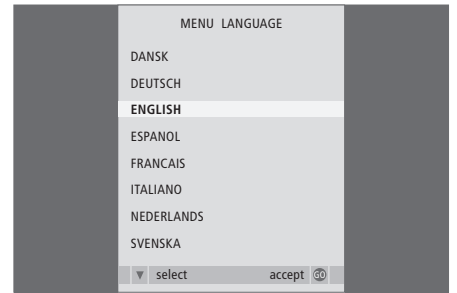 MENU LANGUAGE
DANSK
DEUTSCH
ENGLISH
ESPANOL
FRANCAIS
ITALIANO
NEDERLANDS
SVENSKA
▼ select accept GO